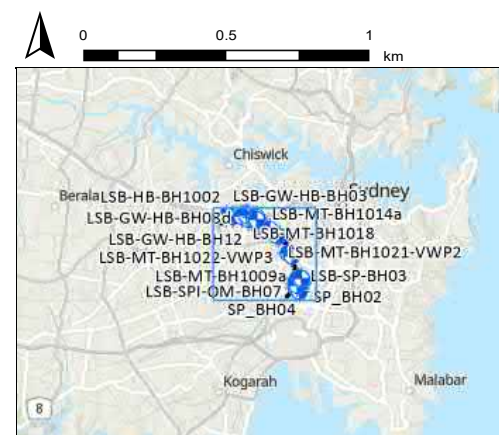 0 0.5 1
km
Chiswick
Sydney
Berala
LSB-HB-BH1002 LSB-GW-HB-BH03
LSB-GW-HB-BH08d LSB-MT-BH1014a
LSB-GW-HB-BH12 LSB-MT-BH1018
LSB-MT-BH1022-VWP3 LSB-MT-BH1021-VWP2
LSB-MT-BH1009a LSB-SP-BH03
LSB-SPI-OM-BH07 SP_BH02
SP_BH04
Kogarah Malabar
8